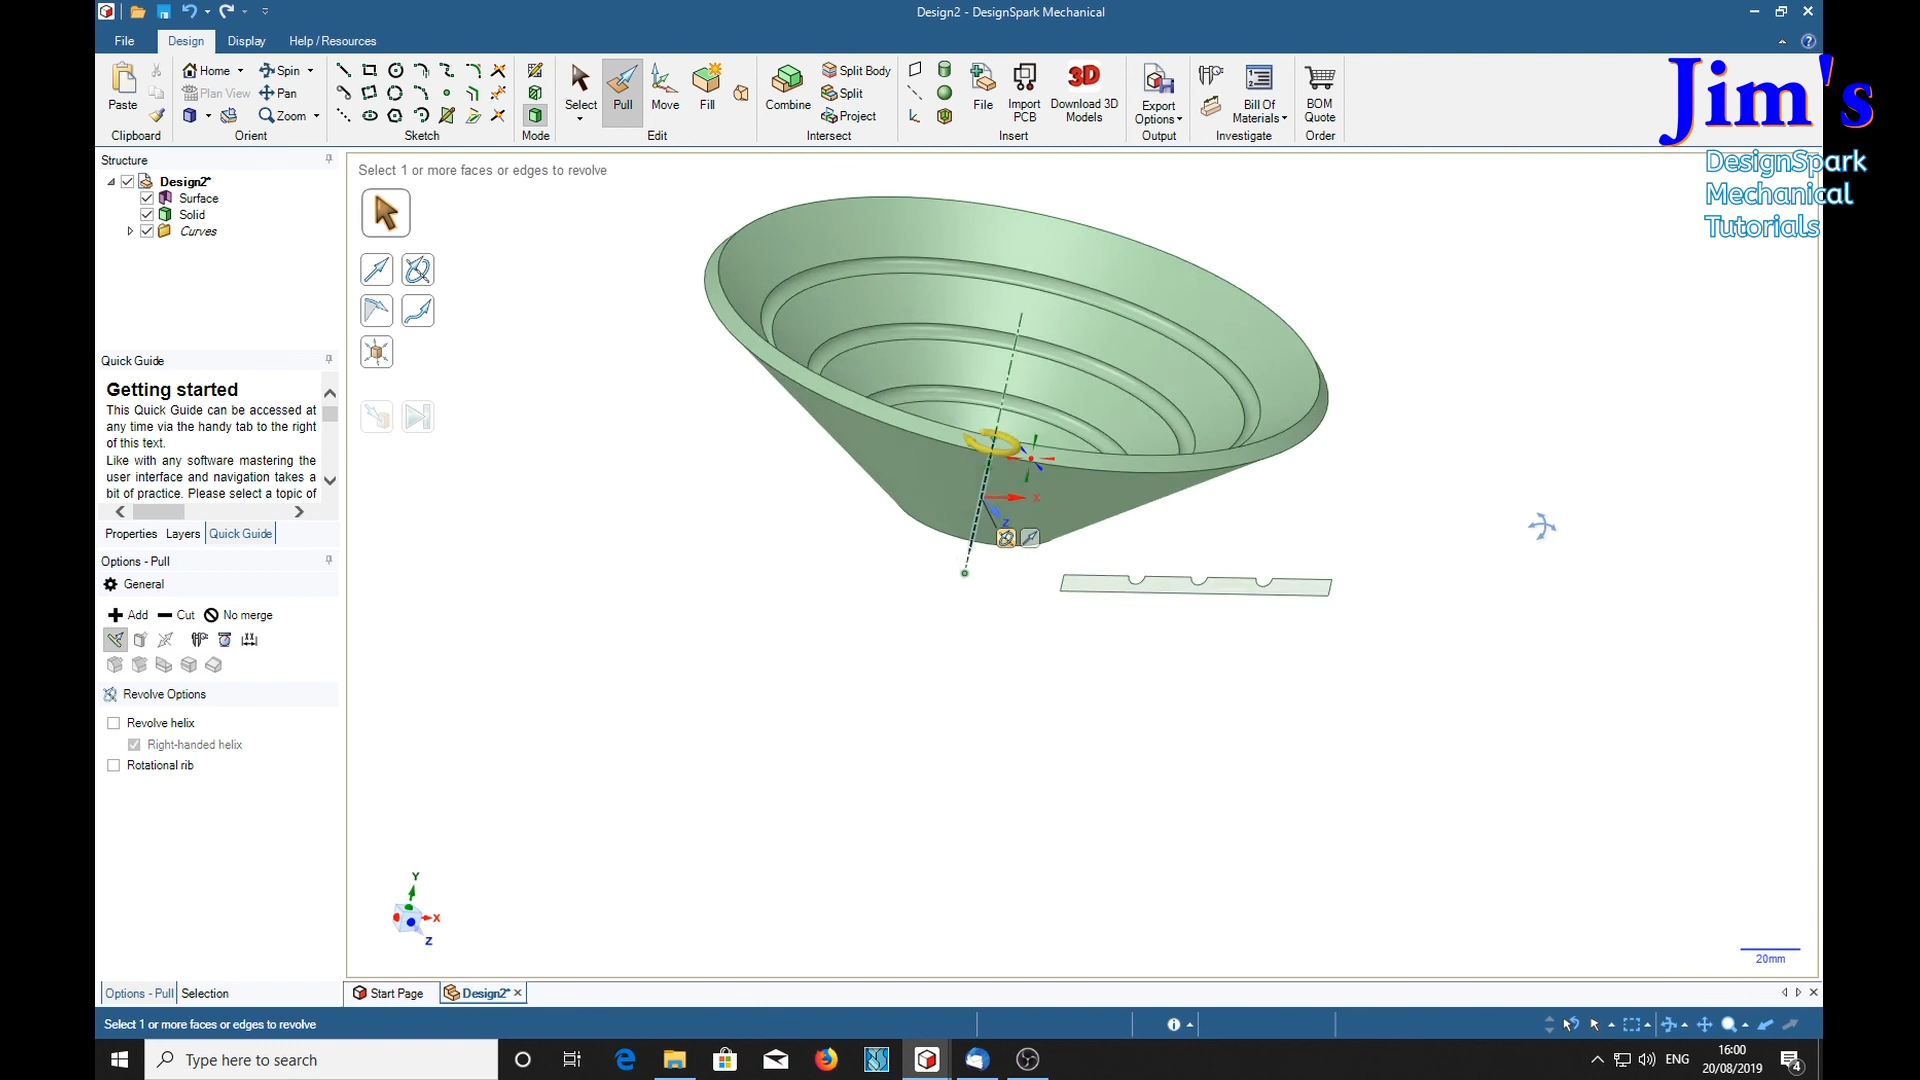 Design2 - DesignSpark Mechanical
File
Design
Display
Help / Resources
Paste
Clipboard
Home
Plan View
Spin
Pan
Zoom
Orient
Sketch
Mode
Select
Pull
Move
Fill
Edit
Combine
Split Body
Split
Project
Intersect
File
Import
PCB
Download 3D
Models
Insert
3D
Export
Options
Output
Bill Of
Materials
Investigate
BOM
Quote
Order
Jim's
DesignSpark
Mechanical
Tutorials
Structure
Design2*
Surface
Solid
Curves
Quick Guide
Getting started
This Quick Guide can be accessed at
any time via the handy tab to the right
of this text.
Like with any software mastering the
user interface and navigation takes a
bit of practice. Please select a topic of
Properties
Layers
Quick Guide
Options - Pull
General
Add
Cut
No merge
Revolve Options
Revolve helix
Right-handed helix
Rotational rib
Options - Pull
Selection
Select 1 or more faces or edges to revolve
X
Z
Y
X
Z
20mm
Start Page
Design2*
Select 1 or more faces or edges to revolve
Type here to search
ENG
16:00
20/08/2019
4